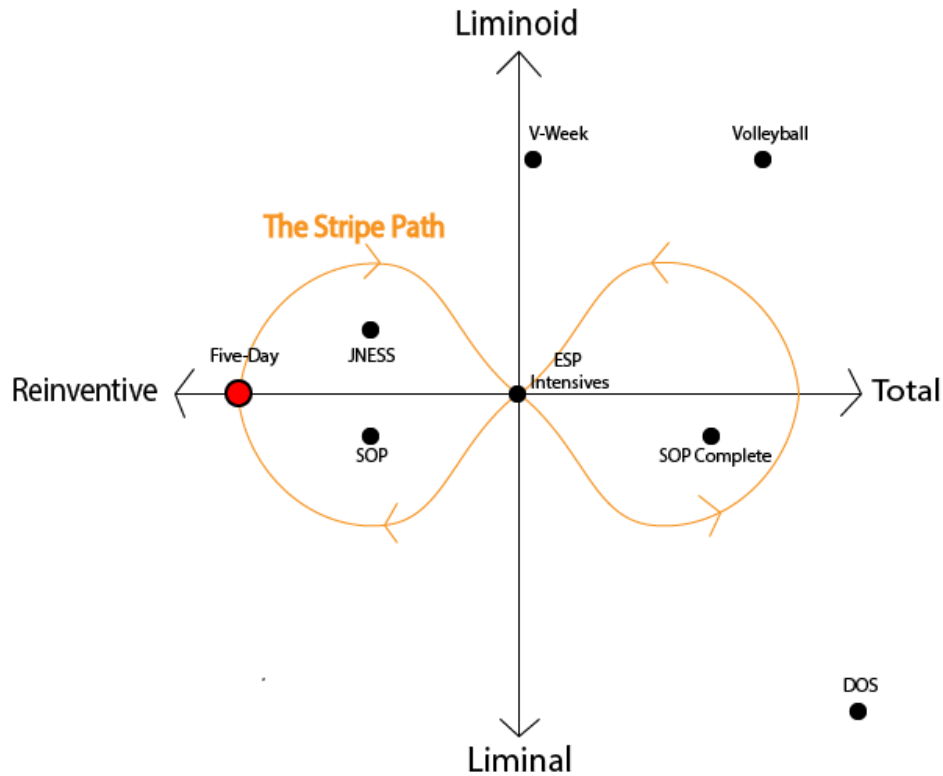 Liminoid
V-Week
Volleyball
The Stripe Path
Five-Day
JNESS
ESP
Intensives
Reinventive
Total
SOP
SOP Complete
DOS
Liminal